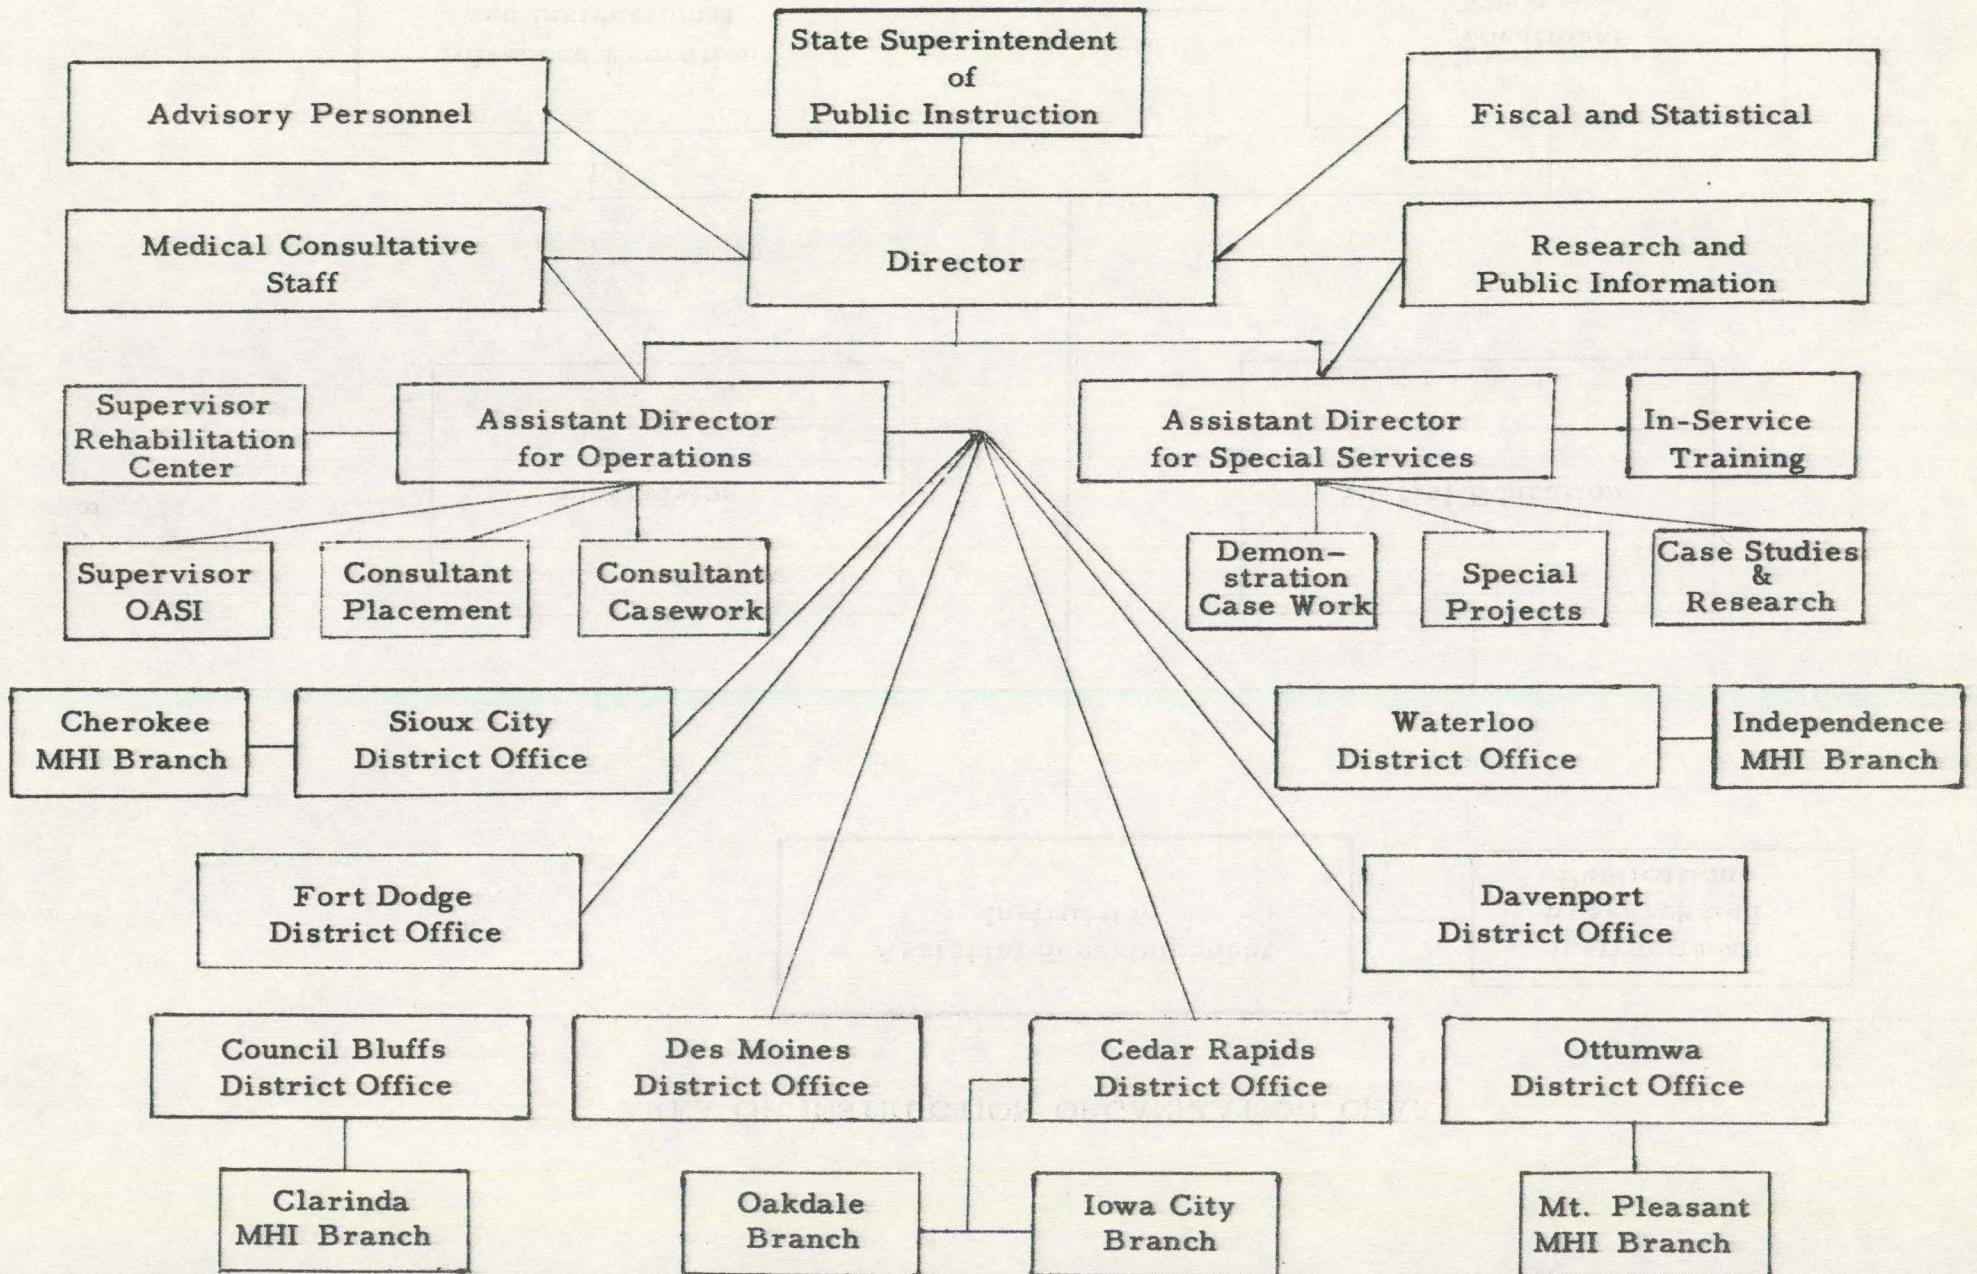 State Superintendent
of
Public Instruction
Advisory Personnel
Fiscal and Statistical
Medical Consultative
Staff
Director
Research and
Public Information
Supervisor
Rehabilitation
Center
Assistant Director
for Operations
Assistant Director
for Special Services
In-Service
Training
Supervisor
OASI
Consultant
Placement
Consultant
Casework
Demon-
stration
Case Work
Special
Projects
Case Studies
&
Research
Cherokee
MHI Branch
Sioux City
District Office
Waterloo
District Office
Independence
MHI Branch
Fort Dodge
District Office
Davenport
District Office
Council Bluffs
District Office
Des Moines
District Office
Cedar Rapids
District Office
Ottumwa
District Office
Clarinda
MHI Branch
Oakdale
Branch
Iowa City
Branch
Mt. Pleasant
MHI Branch